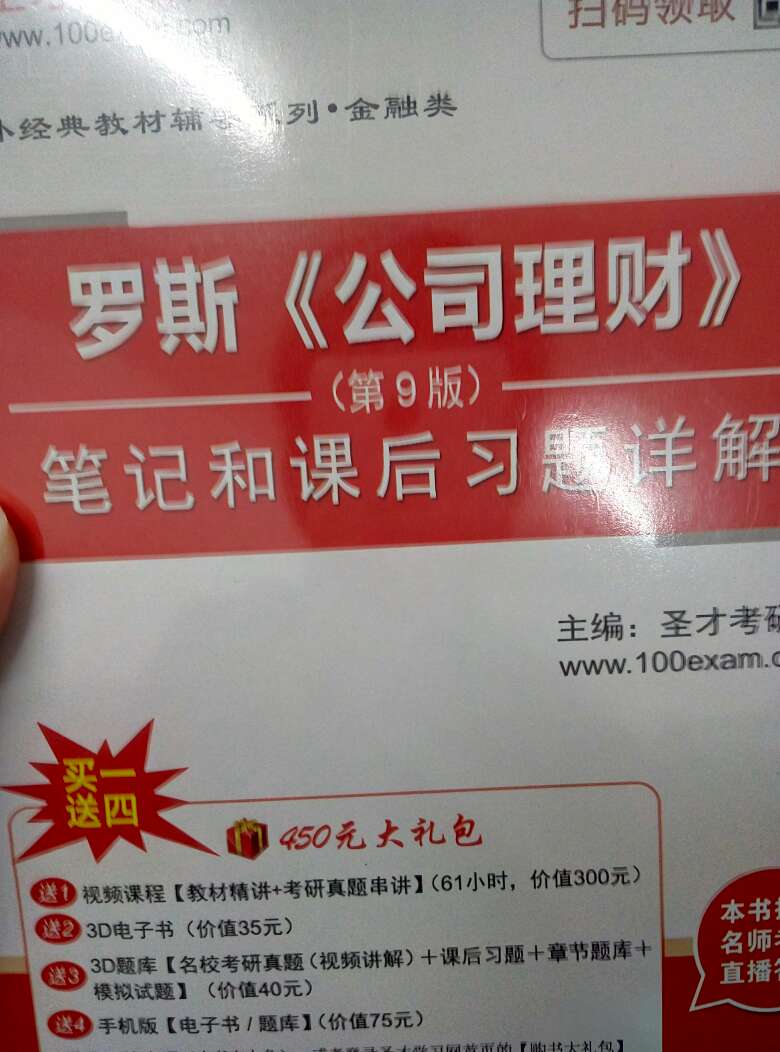 扫码领取
经典教材辅导系列·金融类
罗斯《公司理财》
（第9版）
笔记和课后习题详解
主编：圣才考研
www.100exam.c
买一
送四
450元大礼包
送1 视频课程【教材精讲+考研真题串讲】（61小时，价值300元）
送2 3D电子书（价值35元）
送3 3D题库【名校考研真题（视频讲解）＋课后习题＋章节题库＋
模拟试题】（价值40元）
送4 手机版【电子书/题库】（价值75元）
本书
名师
直播